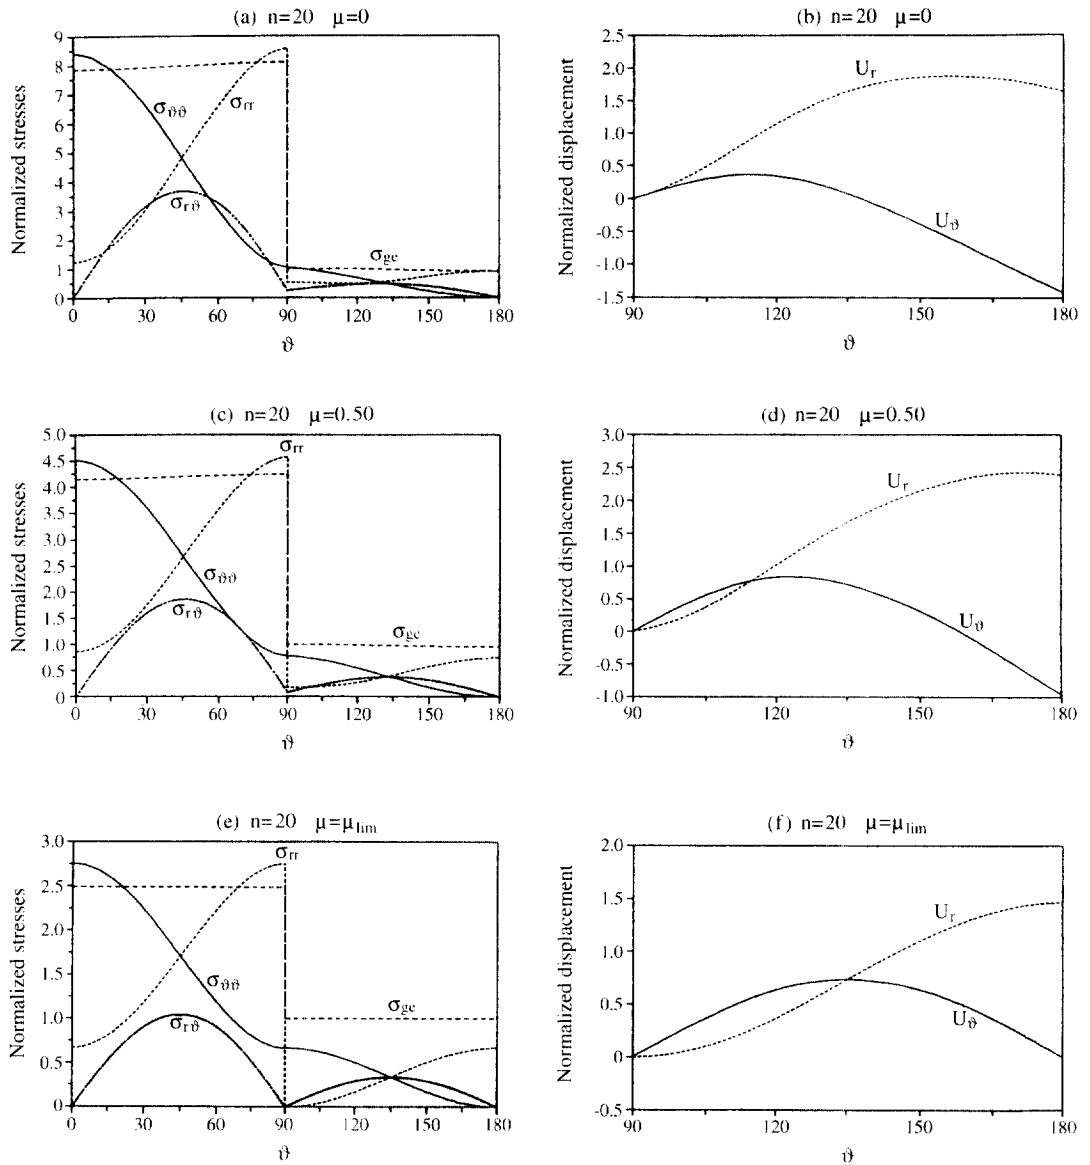 (a) n=20 μ=0
Normalized stresses
9
8
7
6
5
4
3
2
1
0
σϑϑ
σrr
σrϑ
σge
0 30 60 90 120 150 180
ϑ
(b) n=20 μ=0
Normalized displacement
2.5
2.0
1.5
1.0
0.5
0
-0.5
-1.0
-1.5
Ur
Uϑ
90 120 150 180
ϑ
(c) n=20 μ=0.50
Normalized stresses
5.0
4.5
4.0
3.5
3.0
2.5
2.0
1.5
1.0
0.5
0
σrr
σϑϑ
σrϑ
σge
0 30 60 90 120 150 180
ϑ
(d) n=20 μ=0.50
Normalized displacement
3.0
2.5
2.0
1.5
1.0
0.5
0
-0.5
-1.0
Ur
Uϑ
90 120 150 180
ϑ
(e) n=20 μ=μlim
Normalized stresses
3.0
2.5
2.0
1.5
1.0
0.5
0
σrr
σϑϑ
σrϑ
σge
0 30 60 90 120 150 180
ϑ
(f) n=20 μ=μlim
Normalized displacement
2.0
1.5
1.0
0.5
0
-0.5
Ur
Uϑ
90 120 150 180
ϑ